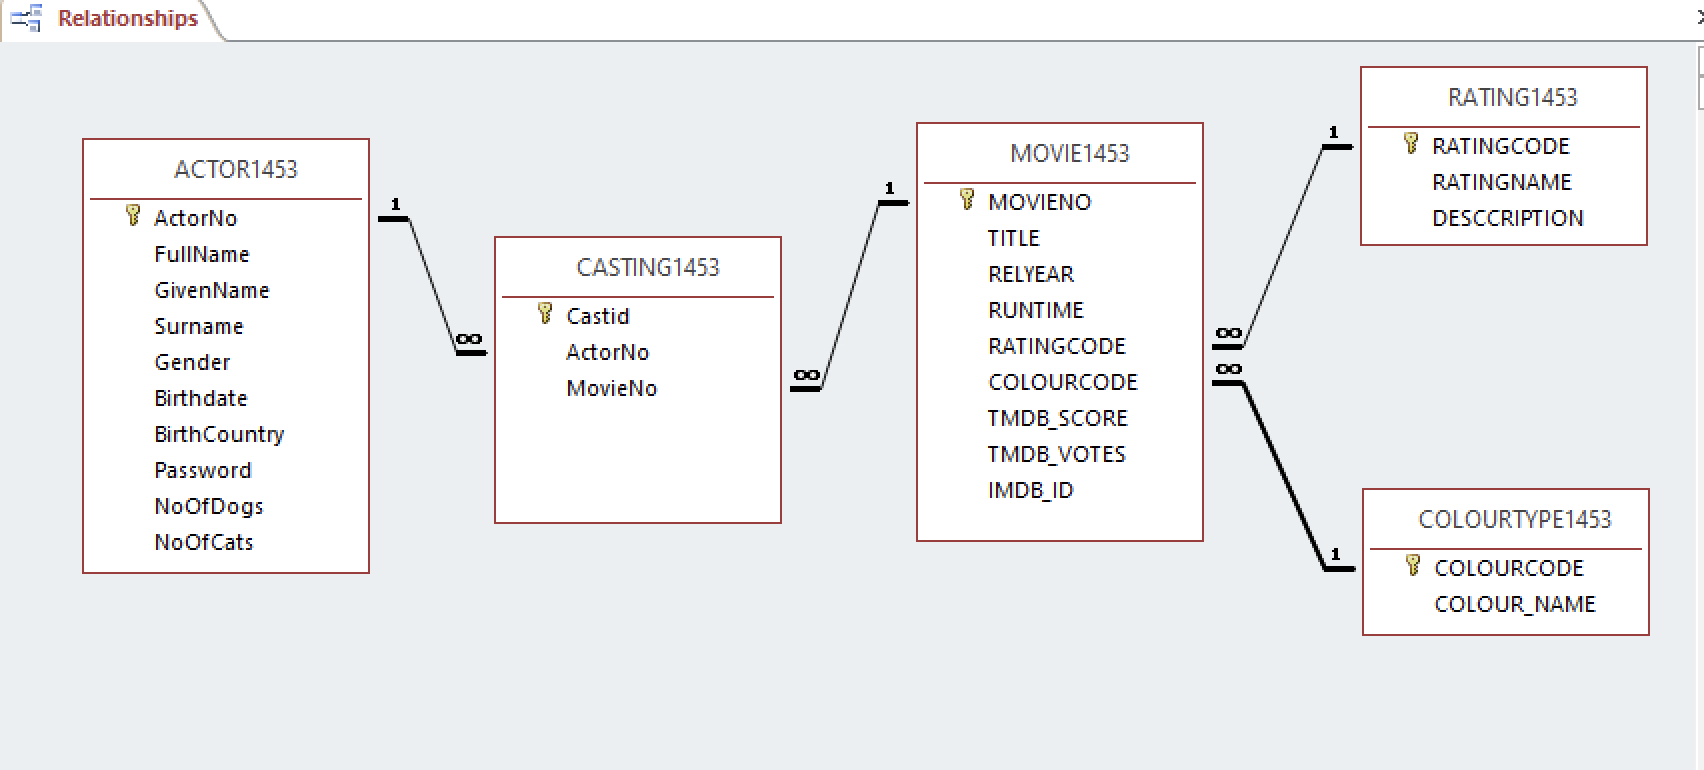 Relationships
ACTOR1453
ActorNo
FullName
GivenName
Surname
Gender
Birthdate
BirthCountry
Password
NoOfDogs
NoOfCats
1
∞
CASTING1453
Castid
ActorNo
MovieNo
1
∞
MOVIE1453
MOVIENO
TITLE
RELYEAR
RUNTIME
RATINGCODE
COLOURCODE
TMDB_SCORE
TMDB_VOTES
IMDB_ID
1
∞
∞
1
RATING1453
RATINGCODE
RATINGNAME
DESCCRIPTION
COLOURTYPE1453
COLOURCODE
COLOUR_NAME